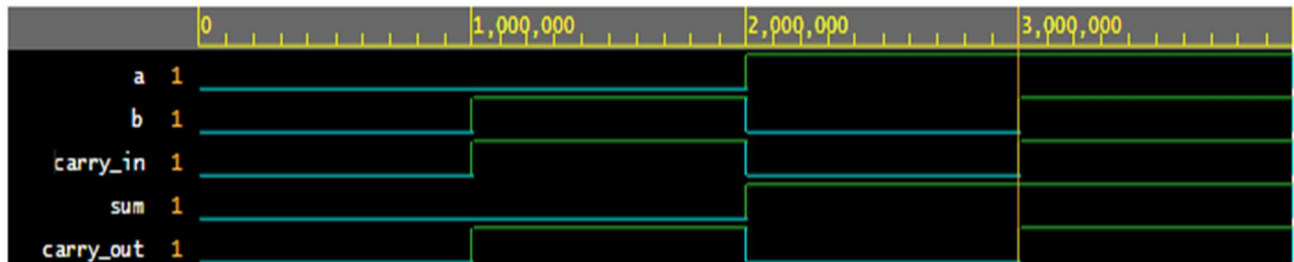 0 1,000,000 2,000,000 3,000,000
a 1
b 1
carry_in 1
sum 1
carry_out 1